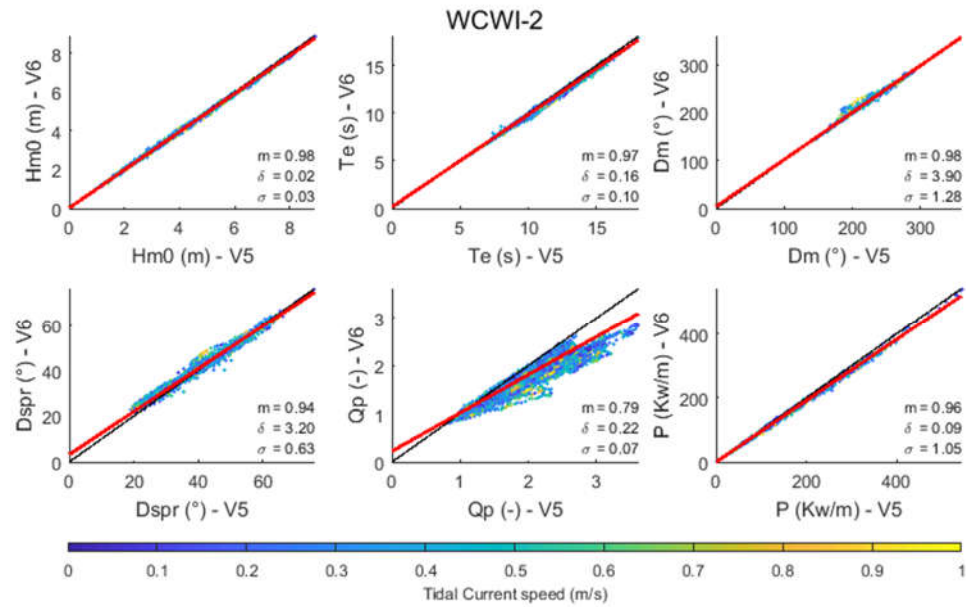 WCWI-2
Hm0 (m) - V6
8
6
4
2
0
0 2 4 6 8
Hm0 (m) - V5
m = 0.98
δ = 0.02
σ = 0.03
Te (s) - V6
15
10
5
0
0 5 10 15
Te (s) - V5
m = 0.97
δ = 0.16
σ = 0.10
Dm (°) - V6
300
200
100
0
0 100 200 300
Dm (°) - V5
m = 0.98
δ = 3.90
σ = 1.28
Dspr (°) - V6
60
40
20
0
0 20 40 60
Dspr (°) - V5
m = 0.94
δ = 3.20
σ = 0.63
Qp (-) - V6
3
2
1
0
0 1 2 3
Qp (-) - V5
m = 0.79
δ = 0.22
σ = 0.07
P (Kw/m) - V6
400
200
0
0 200 400
P (Kw/m) - V5
m = 0.96
δ = 0.09
σ = 1.05
0 0.1 0.2 0.3 0.4 0.5 0.6 0.7 0.8 0.9 1
Tidal Current speed (m/s)